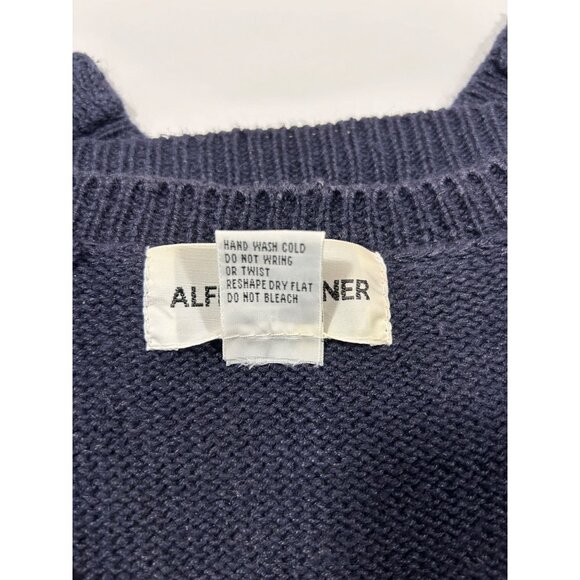 HAND WASH COLD
DO NOT WRING
OR TWIST
RESHAPE DRY FLAT
DO NOT BLEACH
ALF NER